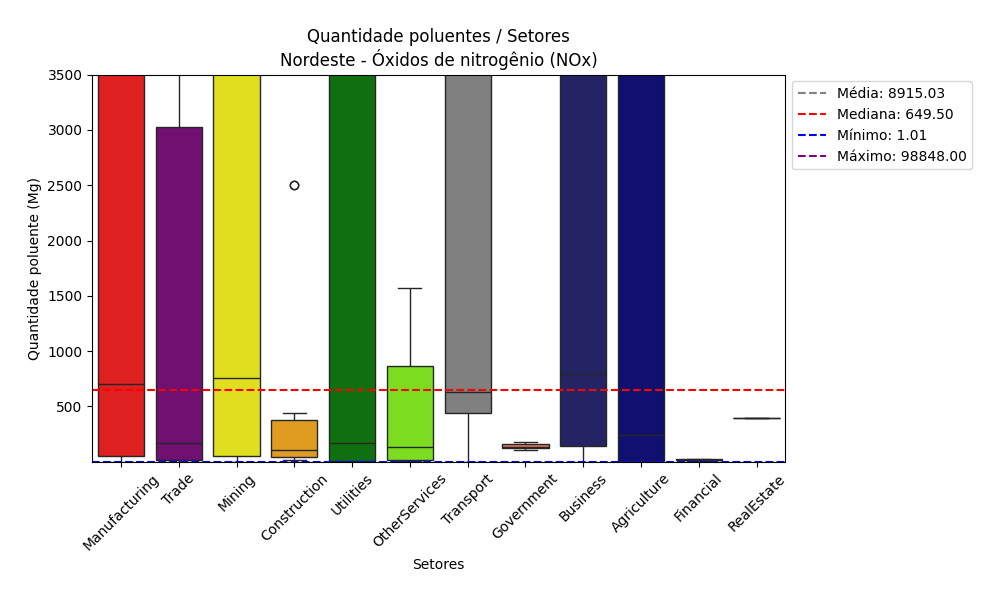 Quantidade poluentes / Setores
Nordeste - Óxidos de nitrogênio (NOx)
Média: 8915.03
Mediana: 649.50
Mínimo: 1.01
Máximo: 98848.00
Quantidade poluente (Mg)
3500
3000
2500
2000
1500
1000
500
Manufacturing
Trade
Mining
Construction
Utilities
OtherServices
Transport
Government
Business
Agriculture
Financial
RealEstate
Setores